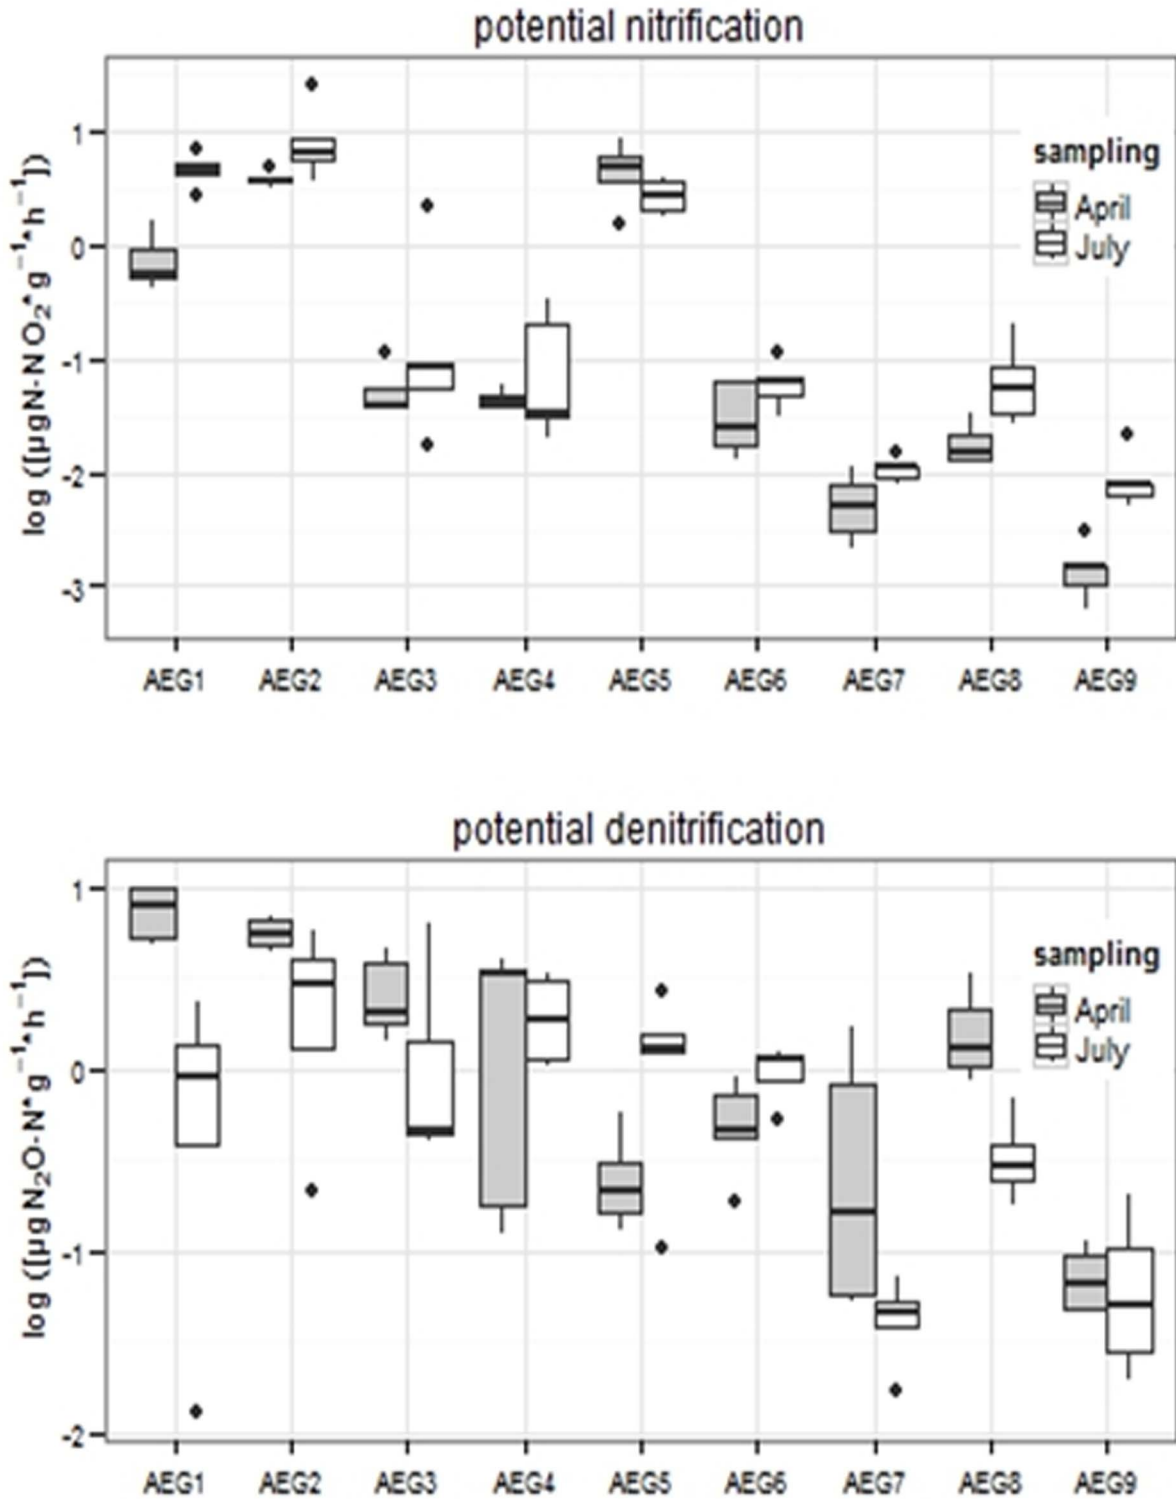 potential nitrification
log ([µgN-NO₂*g⁻¹*h⁻¹])
1
0
-1
-2
-3
sampling
April
July
AEG1 AEG2 AEG3 AEG4 AEG5 AEG6 AEG7 AEG8 AEG9
potential denitrification
log ([µgN₂O-N*g⁻¹*h⁻¹])
1
0
-1
-2
sampling
April
July
AEG1 AEG2 AEG3 AEG4 AEG5 AEG6 AEG7 AEG8 AEG9